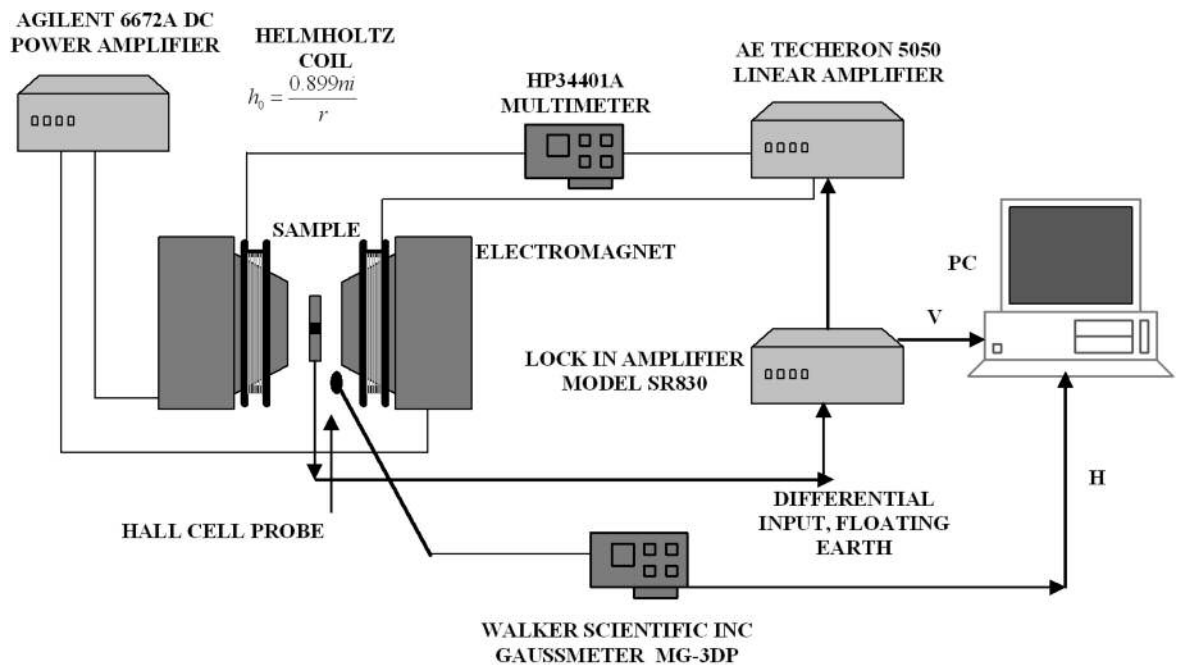 AGILENT 6672A DC
POWER AMPLIFIER
HELMHOLTZ
COIL
h₀ = 0.899ni / r
HP34401A
MULTIMETER
AE TECHERON 5050
LINEAR AMPLIFIER
SAMPLE
ELECTROMAGNET
PC
V
LOCK IN AMPLIFIER
MODEL SR830
H
HALL CELL PROBE
DIFFERENTIAL
INPUT, FLOATING
EARTH
WALKER SCIENTIFIC INC
GAUSSMETER MG-3DP